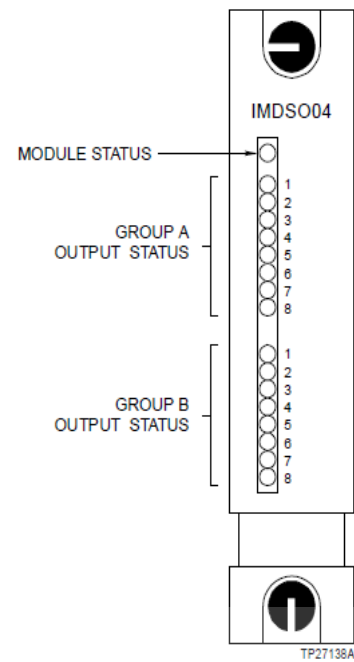 IMDSO04
MODULE STATUS
GROUP A
OUTPUT STATUS
1
2
3
4
5
6
7
8
GROUP B
OUTPUT STATUS
1
2
3
4
5
6
7
8
TP27138A